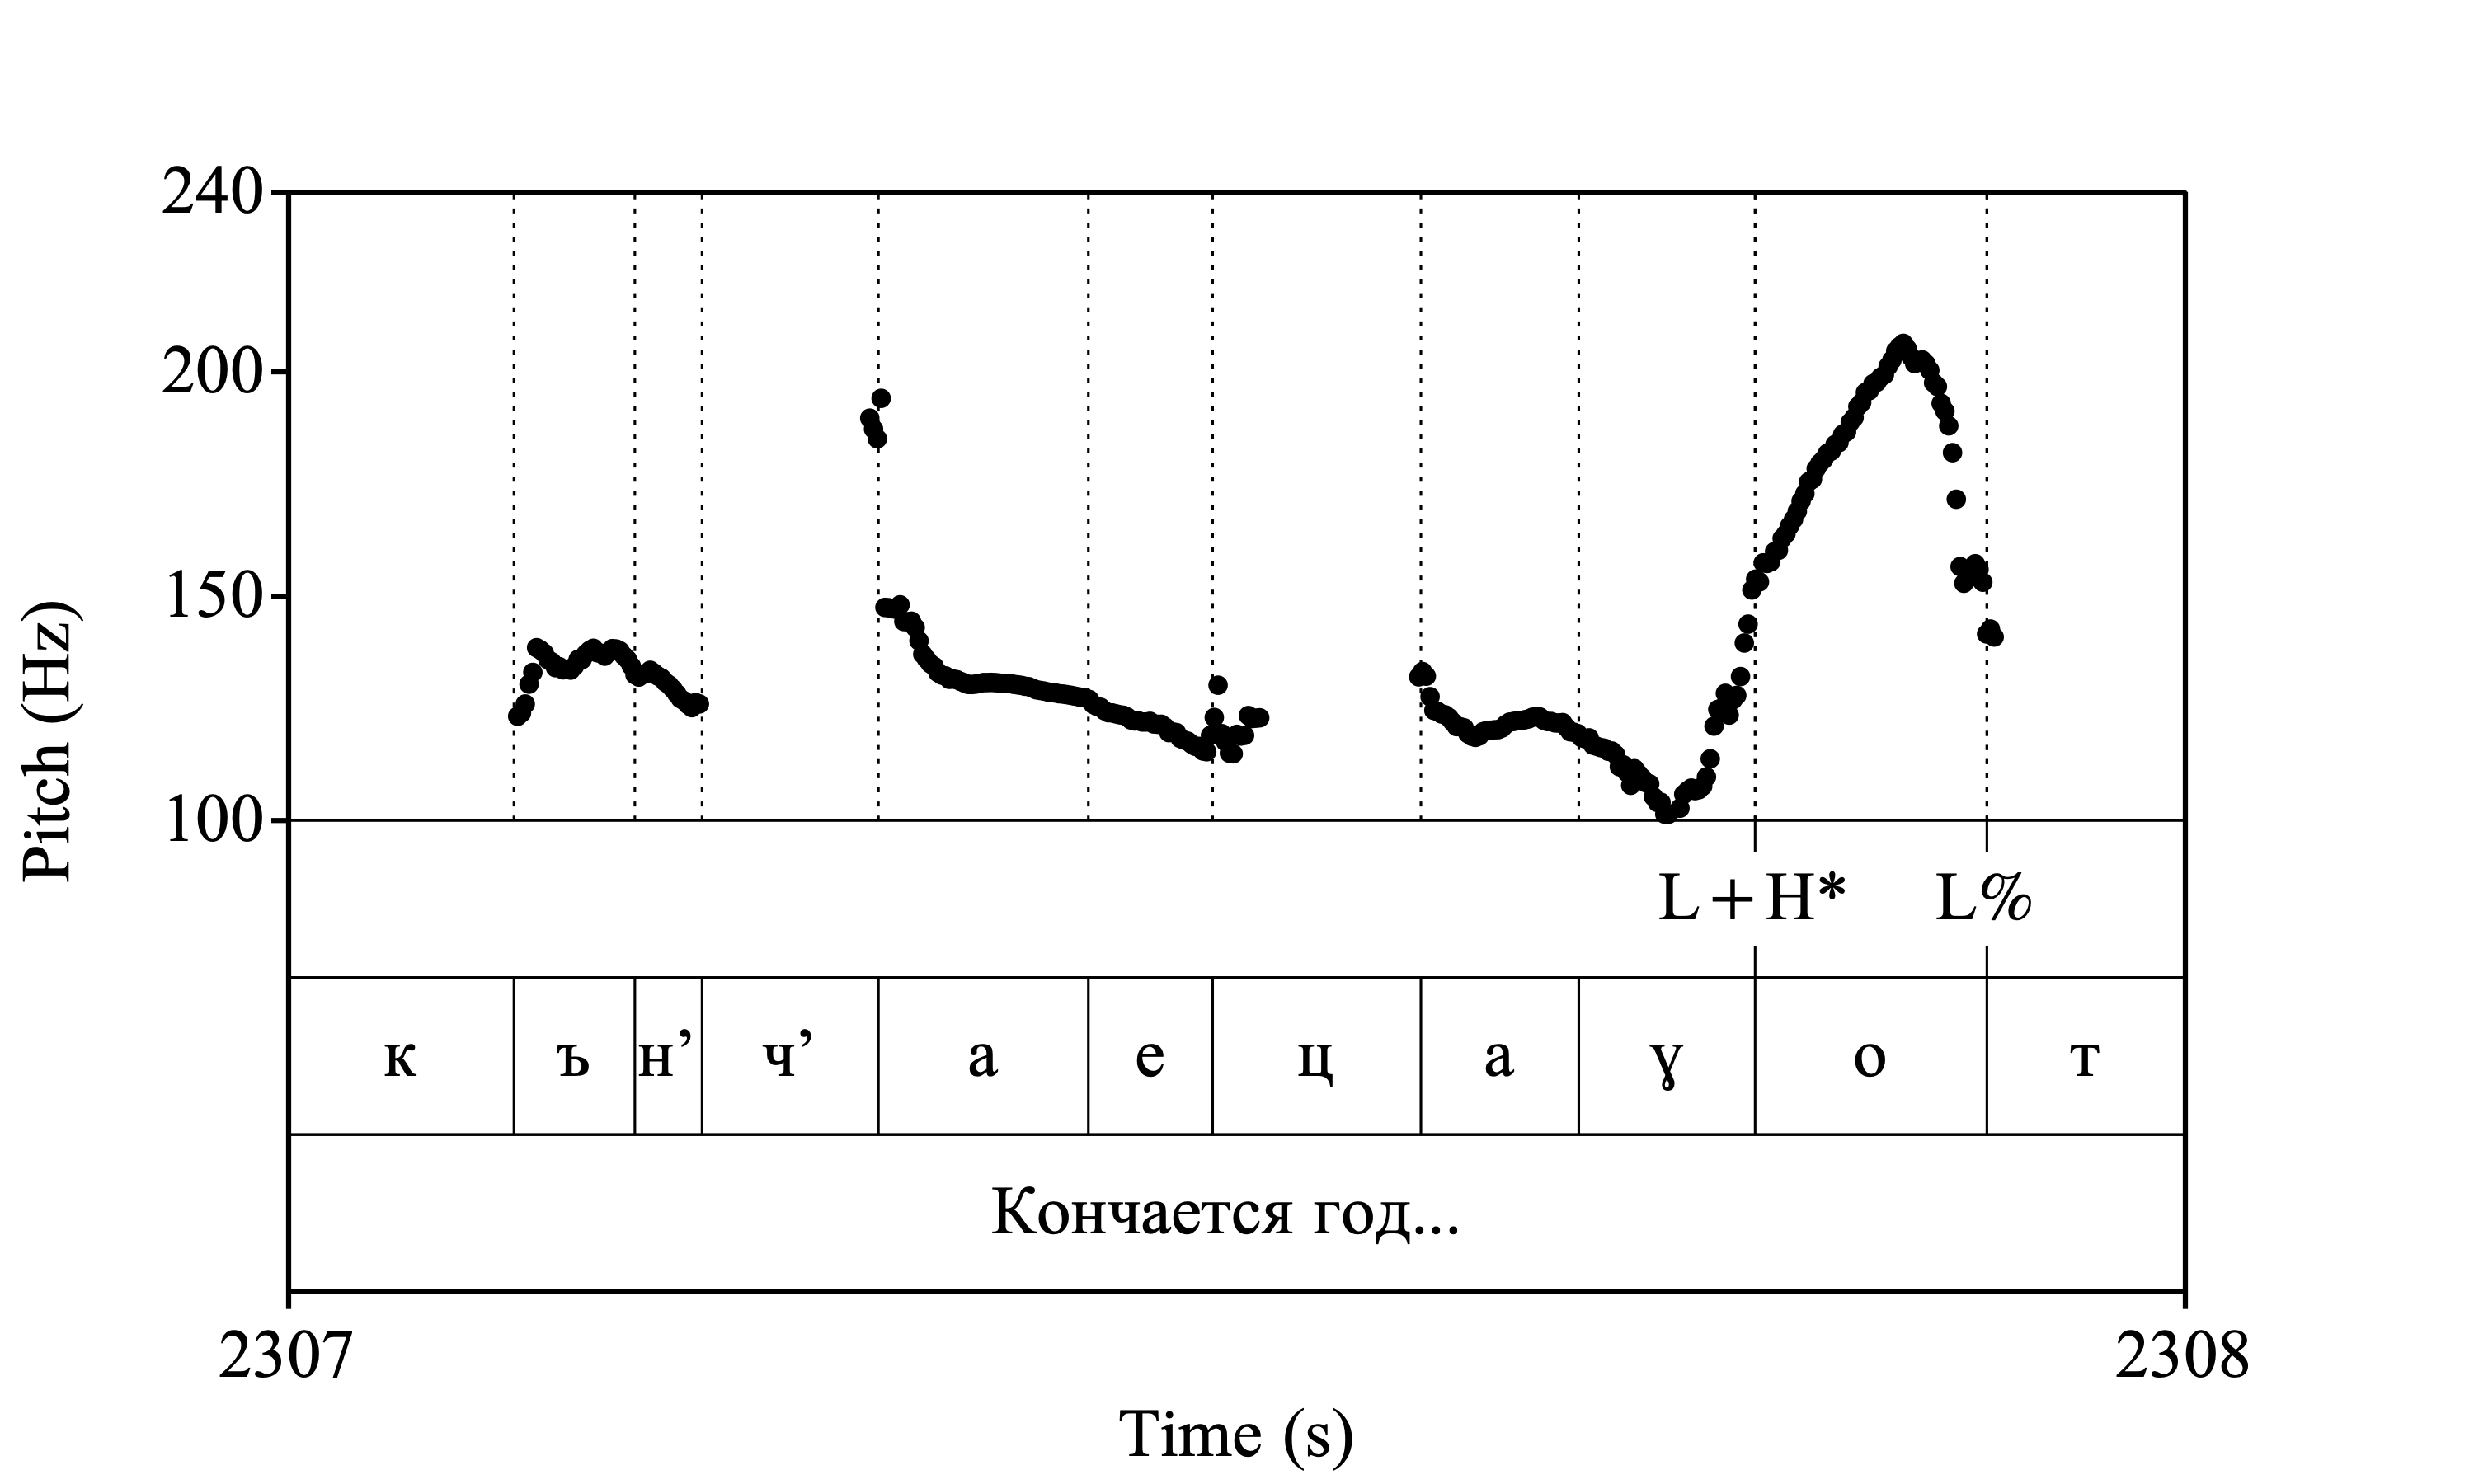 240
200
150
100
Pitch (Hz)
L+H* L%
к ъ н’ ч’ а е ц а ɣ о т
Кончается год...
2307 2308
Time (s)